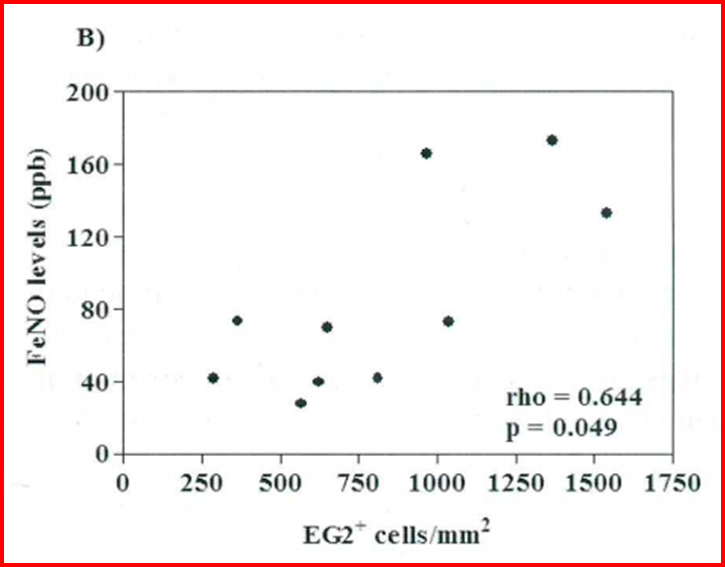 B)
FeNO levels (ppb)
200
160
120
80
40
0
rho = 0.644
p = 0.049
0 250 500 750 1000 1250 1500 1750
EG2⁺ cells/mm²